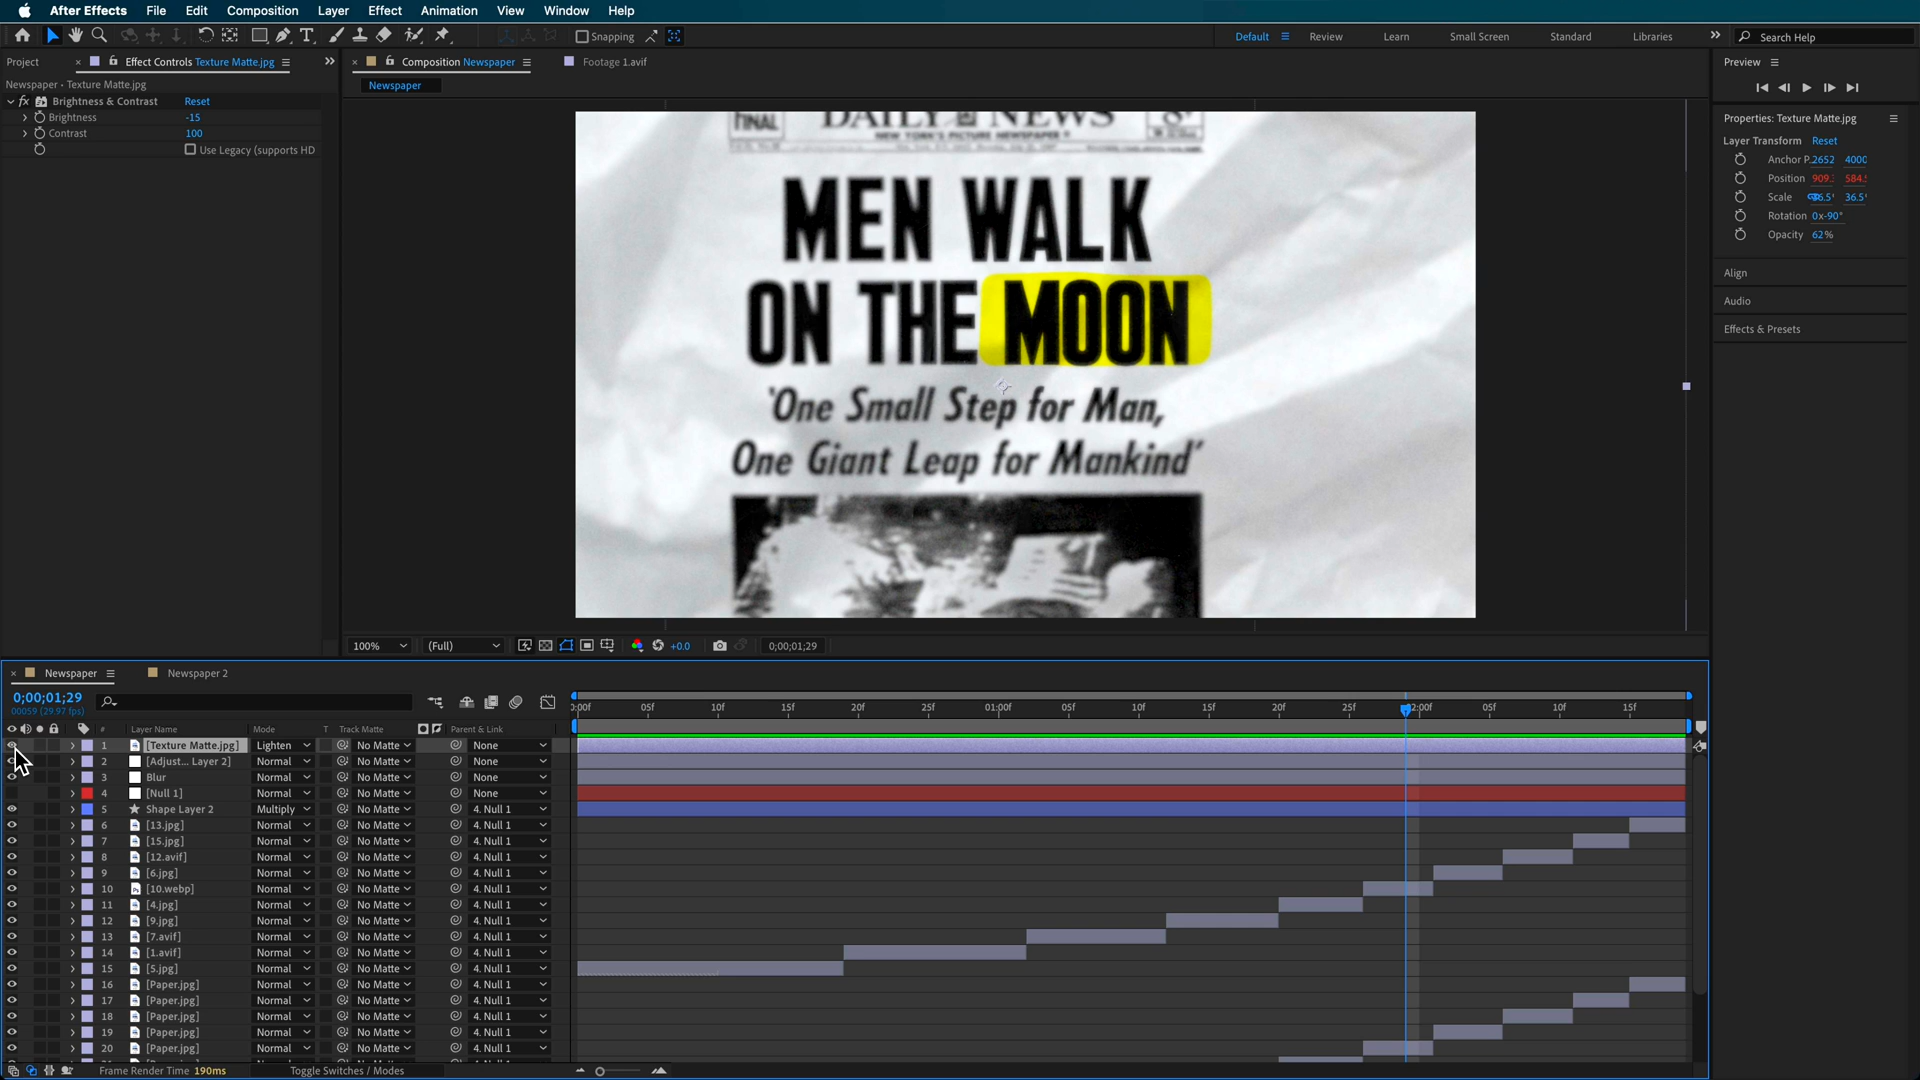 After Effects File Edit Composition Layer Effect Animation View Window Help
Snapping
Default Review Learn Small Screen Standard Libraries Search Help
Project Effect Controls Texture Matte.jpg
Newspaper • Texture Matte.jpg
fx Brightness & Contrast Reset
Brightness -15
Contrast 100
Use Legacy (supports HD
Composition Newspaper Footage 1.avif
Newspaper
FINAL DAILY NEWS
NEW YORK'S PICTURE NEWSPAPER
MEN WALK
ON THE MOON
'One Small Step for Man,
One Giant Leap for Mankind'
100% (Full) +0.0 0;00;01;29
Preview
Properties: Texture Matte.jpg
Layer Transform Reset
Anchor P. 2652 4000
Position 909. 584.
Scale 36.5
Rotation 0x-90°
Opacity 62%
Align
Audio
Effects & Presets
Newspaper Newspaper 2
0;00;01;29
00059 (29.97 fps)
0:00f 05f 10f 15f 20f 25f 01:00f 05f 10f 15f 20f 25f 2:00f 05f 10f 15f
# Layer Name Mode T Track Matte Parent & Link
1 [Texture Matte.jpg] Lighten No Matte None
2 [Adjust... Layer 2] Normal No Matte None
3 Blur Normal No Matte None
4 [Null 1] Normal No Matte None
5 Shape Layer 2 Multiply No Matte 4. Null 1
6 [13.jpg] Normal No Matte 4. Null 1
7 [15.jpg] Normal No Matte 4. Null 1
8 [12.avif] Normal No Matte 4. Null 1
9 [6.jpg] Normal No Matte 4. Null 1
10 [10.webp] Normal No Matte 4. Null 1
11 [4.jpg] Normal No Matte 4. Null 1
12 [9.jpg] Normal No Matte 4. Null 1
13 [7.avif] Normal No Matte 4. Null 1
14 [1.avif] Normal No Matte 4. Null 1
15 [5.jpg] Normal No Matte 4. Null 1
16 [Paper.jpg] Normal No Matte 4. Null 1
17 [Paper.jpg] Normal No Matte 4. Null 1
18 [Paper.jpg] Normal No Matte 4. Null 1
19 [Paper.jpg] Normal No Matte 4. Null 1
20 [Paper.jpg] Normal No Matte 4. Null 1
Frame Render Time 190ms Toggle Switches / Modes